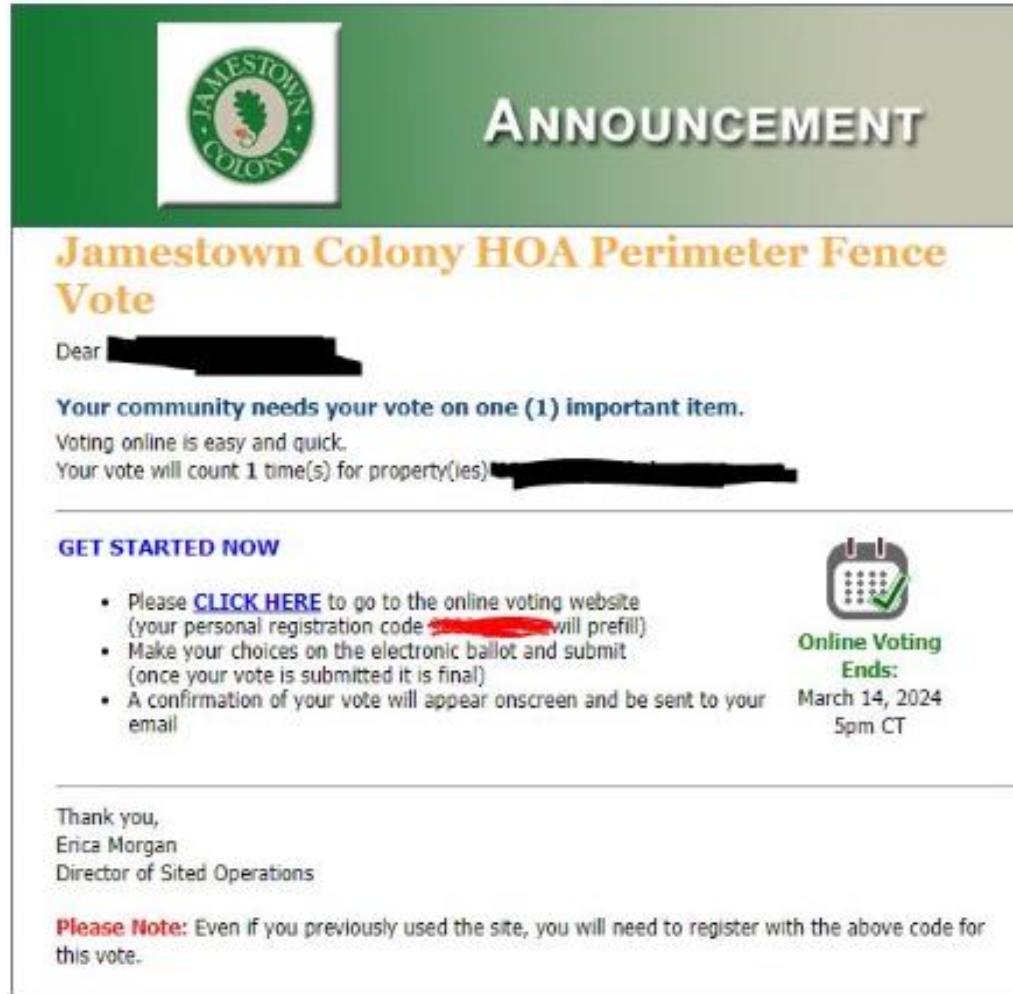 JAMESTOWN
COLONY
ANNOUNCEMENT
Jamestown Colony HOA Perimeter Fence
Vote
Dear
Your community needs your vote on one (1) important item.
Voting online is easy and quick.
Your vote will count 1 time(s) for property(ies)
GET STARTED NOW
• Please CLICK HERE to go to the online voting website
(your personal registration code will prefill)
• Make your choices on the electronic ballot and submit
(once your vote is submitted it is final)
• A confirmation of your vote will appear onscreen and be sent to your
email
Online Voting
Ends:
March 14, 2024
5pm CT
Thank you,
Erica Morgan
Director of Sited Operations
Please Note: Even if you previously used the site, you will need to register with the above code for
this vote.